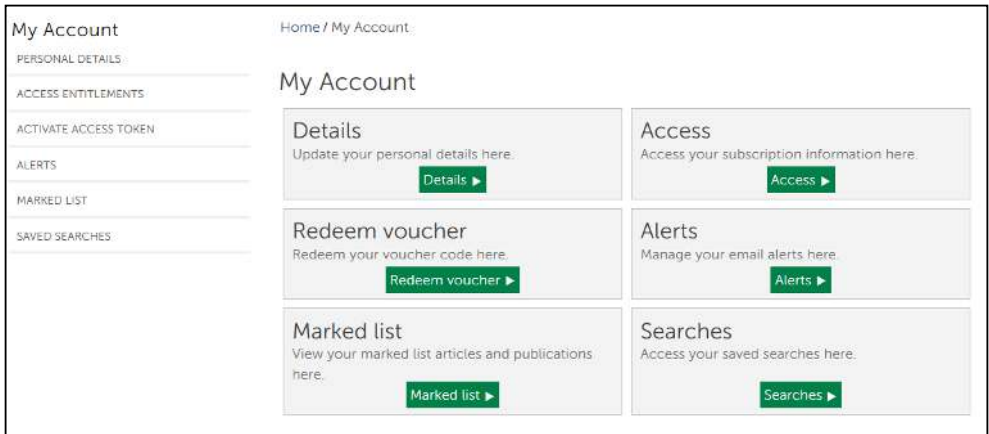 My Account
PERSONAL DETAILS
ACCESS ENTITLEMENTS
ACTIVATE ACCESS TOKEN
ALERTS
MARKED LIST
SAVED SEARCHES
Home / My Account
My Account
Details
Update your personal details here.
Details ▶
Access
Access your subscription information here.
Access ▶
Redeem voucher
Redeem your voucher code here.
Redeem voucher ▶
Alerts
Manage your email alerts here.
Alerts ▶
Marked list
View your marked list articles and publications
here.
Marked list ▶
Searches
Access your saved searches here.
Searches ▶